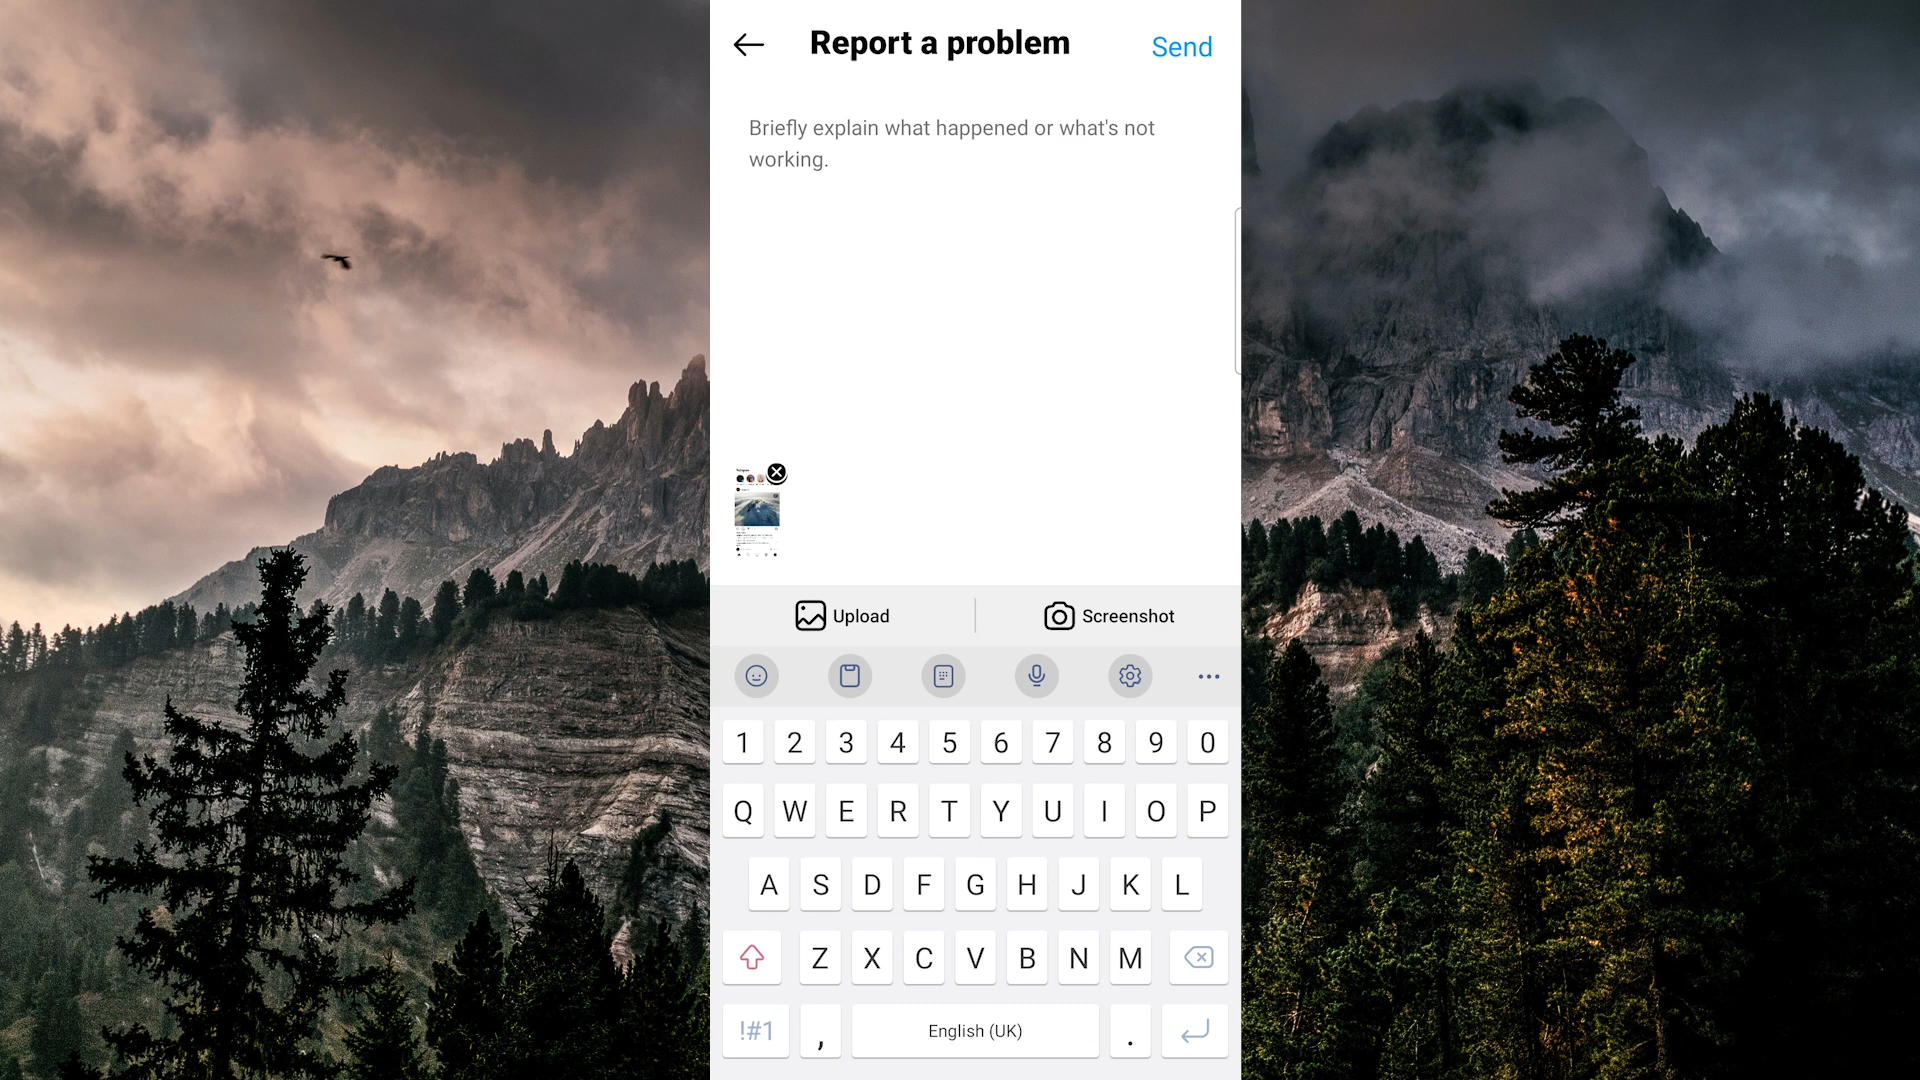 Report a problem
Send
Briefly explain what happened or what's not
working.
Upload
Screenshot
1 2 3 4 5 6 7 8 9 0
Q W E R T Y U I O P
A S D F G H J K L
Z X C V B N M
!#1 , English (UK) .